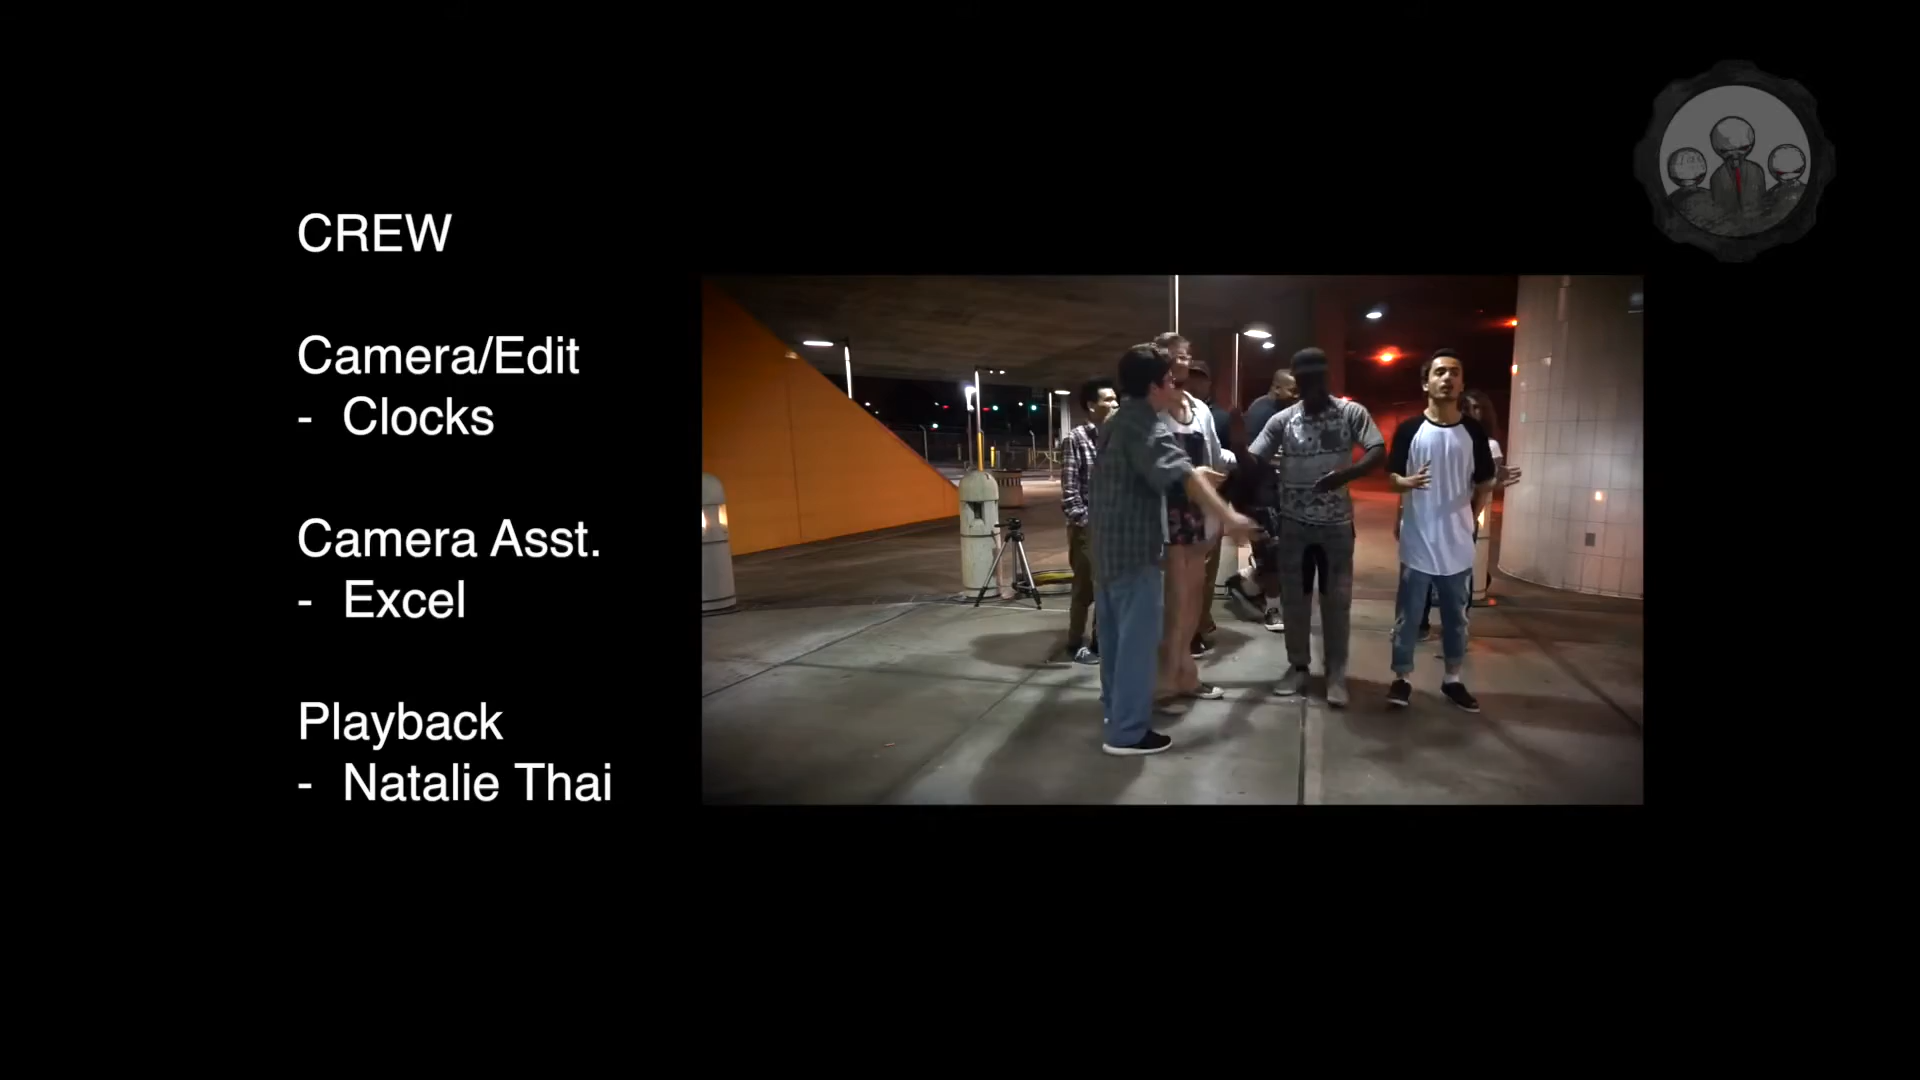 CREW
Camera/Edit
- Clocks
Camera Asst.
- Excel
Playback
- Natalie Thai